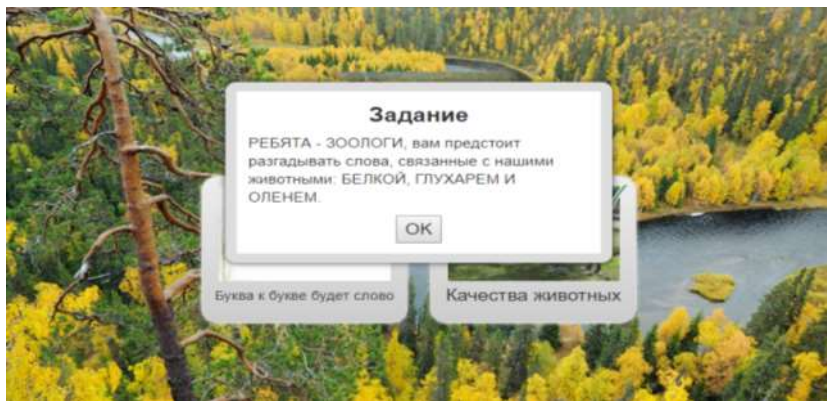 Задание
РЕБЯТА - ЗООЛОГИ, вам предстоит
разгадывать слова, связанные с нашими
животными: БЕЛКОЙ, ГЛУХАРЕМ И
ОЛЕНЕМ.
OK
Буква к букве будет слово
Качества животных